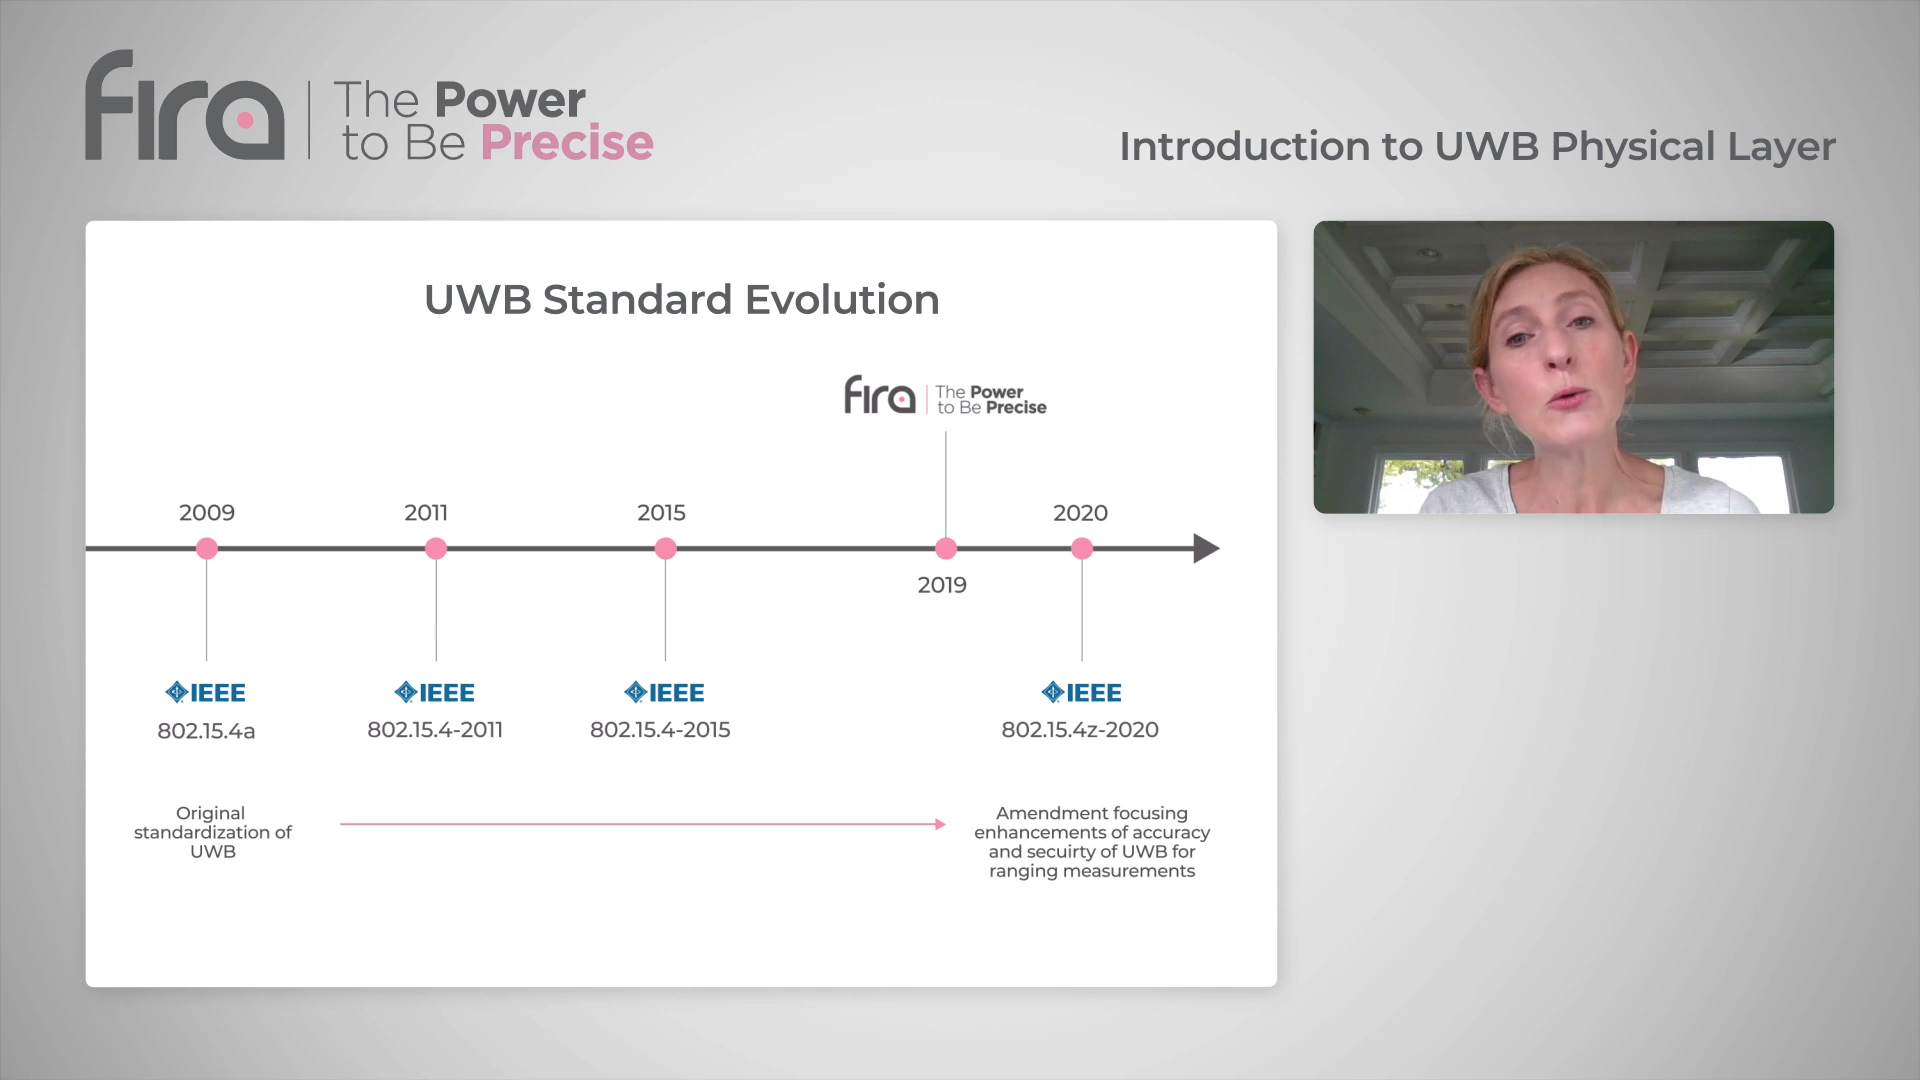 fira
The Power
to Be Precise
Introduction to UWB Physical Layer
UWB Standard Evolution
fira
The Power
to Be Precise
2009
2011
2015
2020
2019
IEEE
IEEE
IEEE
IEEE
802.15.4a
802.15.4-2011
802.15.4-2015
802.15.4z-2020
Original
standardization of
UWB
Amendment focusing
enhancements of accuracy
and secuirty of UWB for
ranging measurements